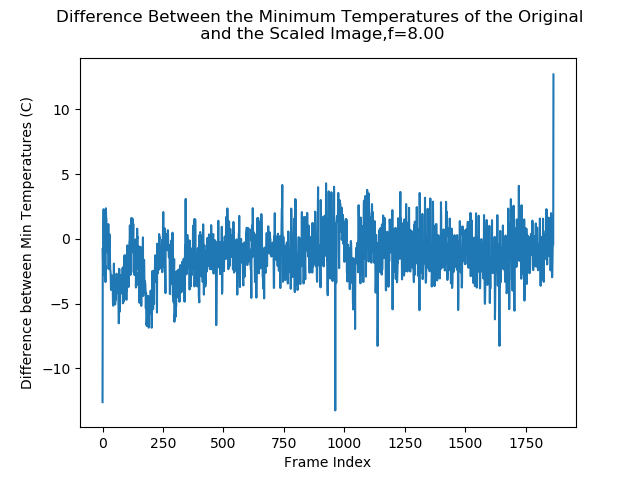 Difference Between the Minimum Temperatures of the Original
and the Scaled Image,f=8.00
Difference between Min Temperatures (C)
10
5
0
−5
−10
0 250 500 750 1000 1250 1500 1750
Frame Index